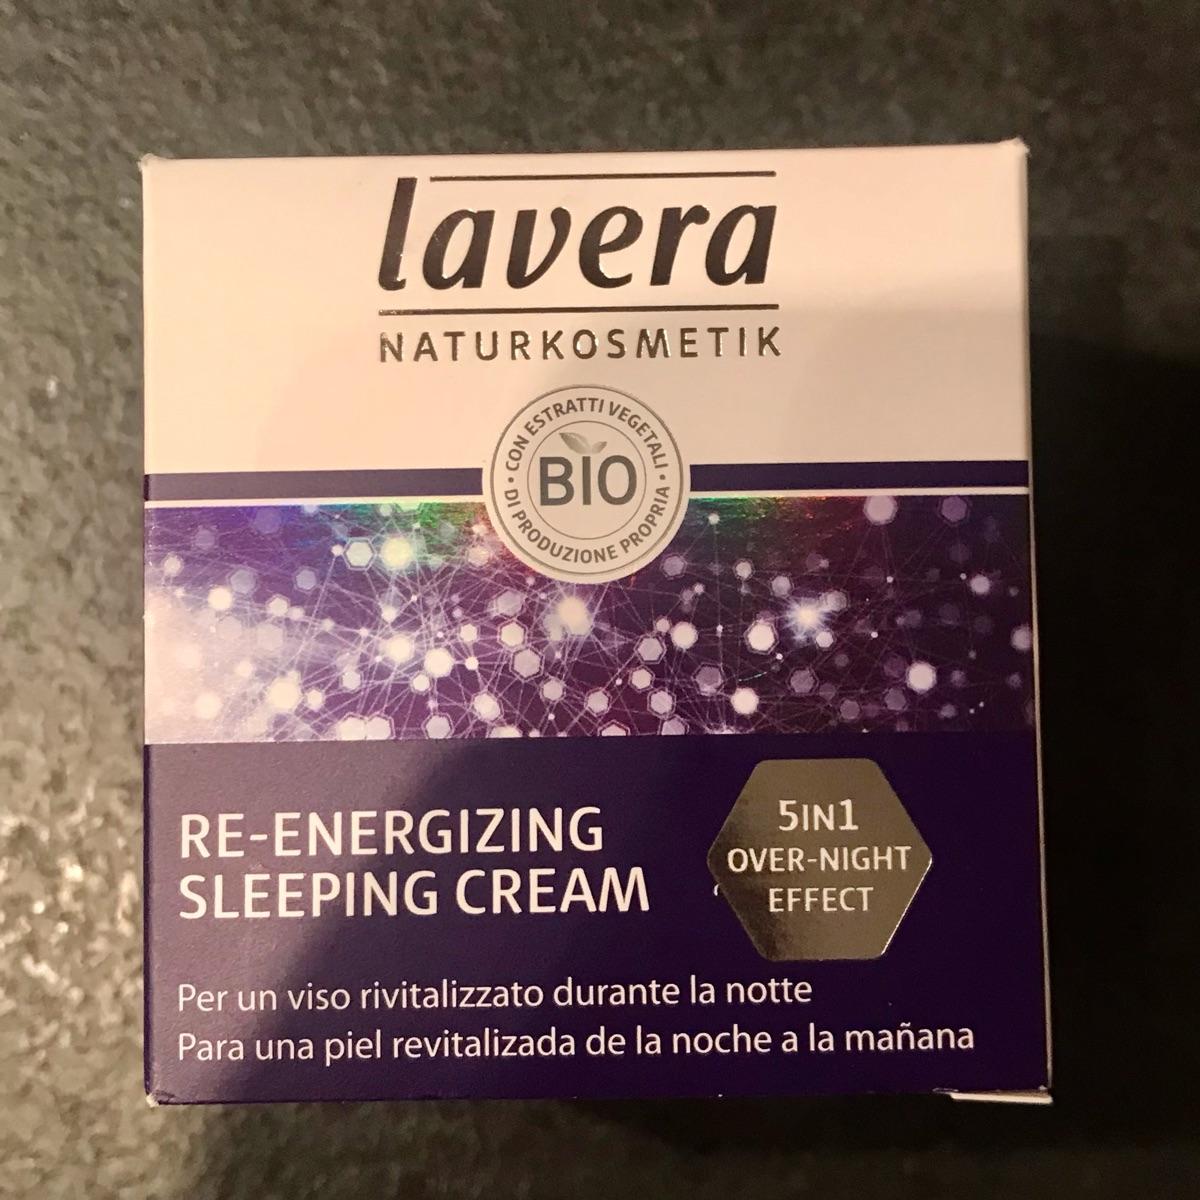 lavera
NATURKOSMETIK
• CON ESTRATTI VEGETALI •
BIO
DI PRODUZIONE PROPRIA
RE-ENERGIZING
SLEEPING CREAM
5IN1
OVER-NIGHT
EFFECT
Per un viso rivitalizzato durante la notte
Para una piel revitalizada de la noche a la mañana